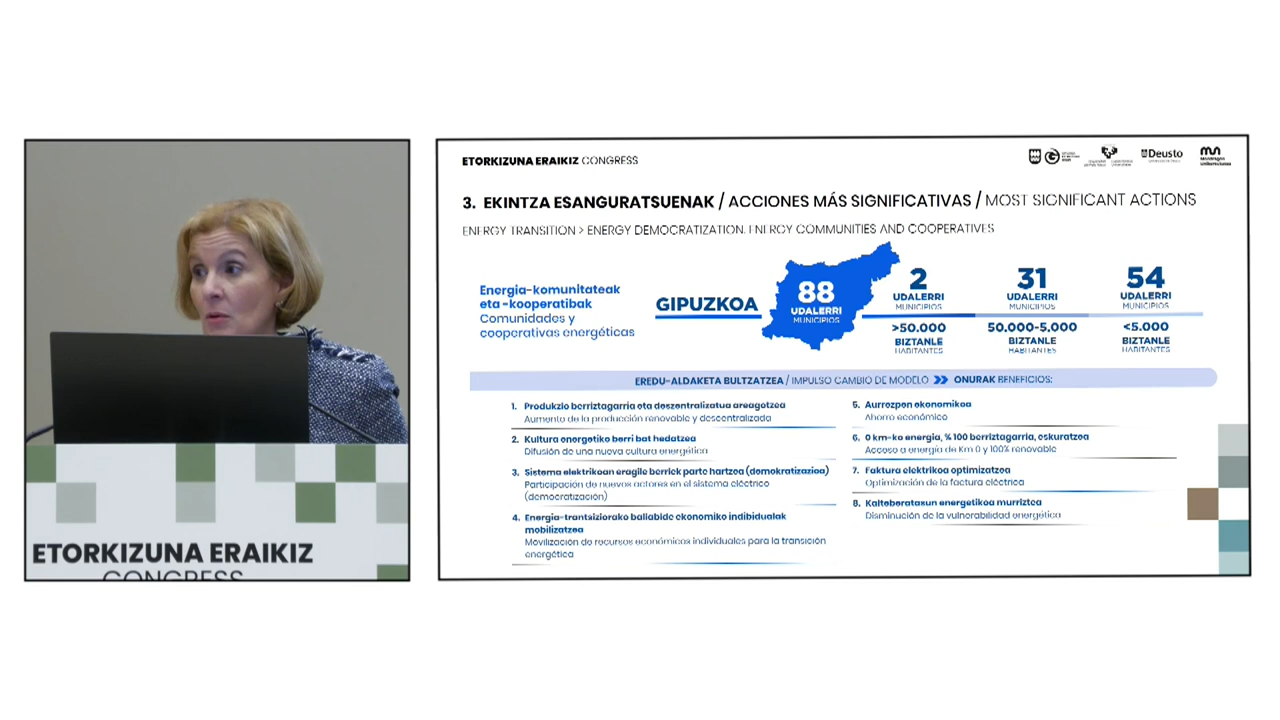 ETORKIZUNA ERAIKIZ
CONGRESS
ETORKIZUNA ERAIKIZ CONGRESS
Deusto
3. EKINTZA ESANGURATSUENAK / ACCIONES MÁS SIGNIFICATIVAS / MOST SIGNIFICANT ACTIONS
ENERGY TRANSITION > ENERGY DEMOCRATIZATION. ENERGY COMMUNITIES AND COOPERATIVES
Energia-komunitateak
eta -kooperatibak
Comunidades y
cooperativas energéticas
GIPUZKOA
88
UDALERRI
MUNICIPIOS
2
UDALERRI
MUNICIPIOS
>50.000
BIZTANLE
HABITANTES
31
UDALERRI
MUNICIPIOS
50.000-5.000
BIZTANLE
HABITANTES
54
UDALERRI
MUNICIPIOS
<5.000
BIZTANLE
HABITANTES
EREDU-ALDAKETA BULTZATZEA / IMPULSO CAMBIO DE MODELO >> ONURAK BENEFICIOS:
1. Produkzio berriztagarria eta deszentralizatua areagotzea
Aumento de la producción renovable y descentralizada
2. Kultura energetiko berri bat hedatzea
Difusión de una nueva cultura energética
3. Sistema elektrikoan eragile berriek parte hartzea (demokratizazioa)
Participación de nuevos actores en el sistema eléctrico
(democratización)
4. Energia-trantsiziorako baliabide ekonomiko indibidualak
mobilizatzea
Movilización de recursos económicos individuales para la transición
energética
5. Aurrezpen ekonomikoa
Ahorro económico
6. 0 km-ko energia, %100 berriztagarria, eskuratzea
Acceso a energía de Km 0 y 100% renovable
7. Faktura elektrikoa optimizatzea
Optimización de la factura eléctrica
8. Kalteberatasun energetikoa murriztea
Disminución de la vulnerabilidad energética